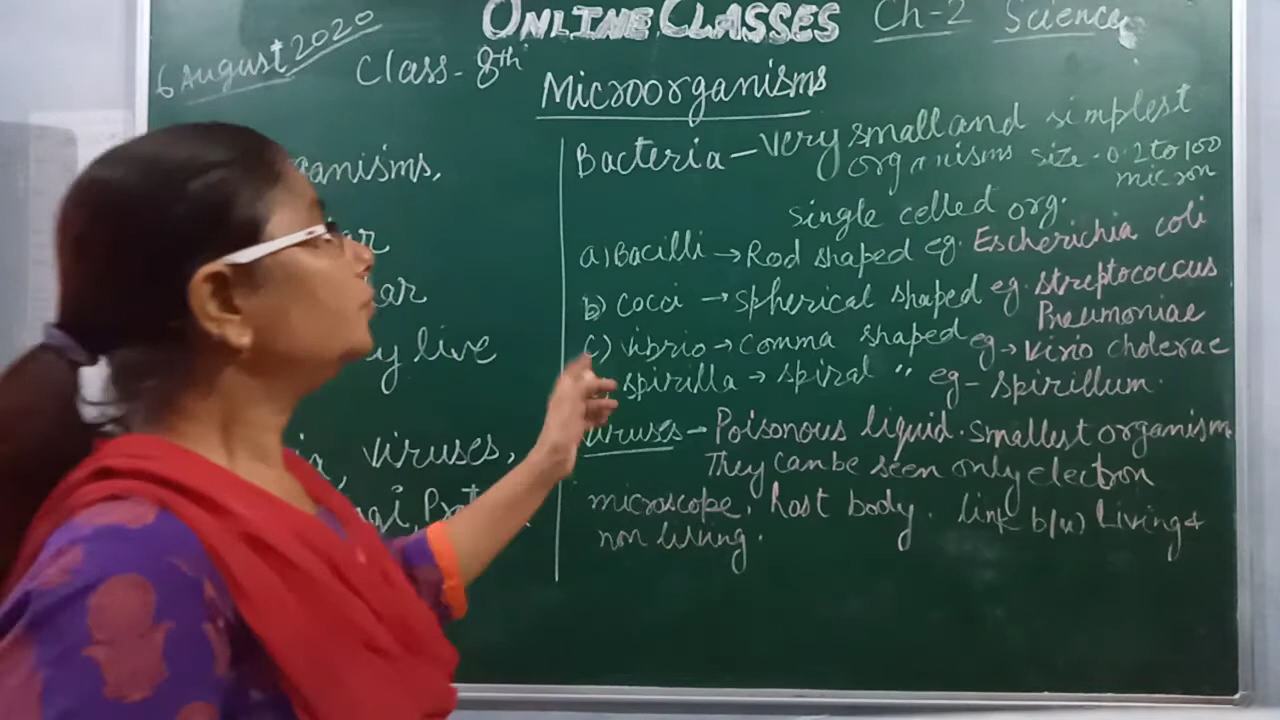 ONLINE CLASSES Ch-2 Science
6 August 2020
Class-8th
Microorganisms
live
viruses,
Bacteria - Very small and simplest
organisms size - 0.2 to 100
micron
single celled org.
a) Bacilli → Rod shaped eg. Escherichia coli
b) Cocci → Spherical shaped eg. Streptococcus
Pneumoniae
c) Vibrio → Comma shaped eg → Virio cholerae
spirilla → spiral " eg - Spirillum.
Viruses - Poisonous liquid. Smallest organism.
They can be seen only electron
microscope, host body. link b/w Living &
non living.